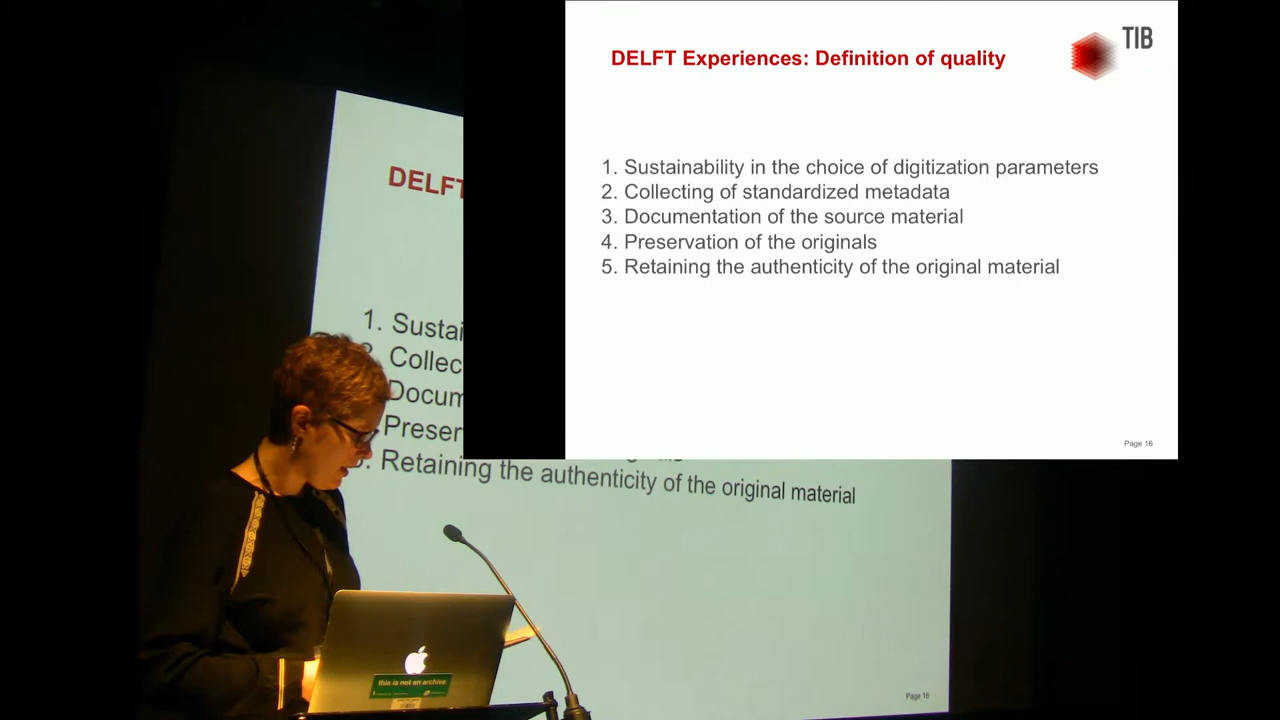 TIB
DELFT Experiences: Definition of quality
1. Sustainability in the choice of digitization parameters
2. Collecting of standardized metadata
3. Documentation of the source material
4. Preservation of the originals
5. Retaining the authenticity of the original material
Page 16
DELFT
1. Sustai
Collec
Docum
Preser
Retaining the authenticity of the original material
Page 16
this is not an archive